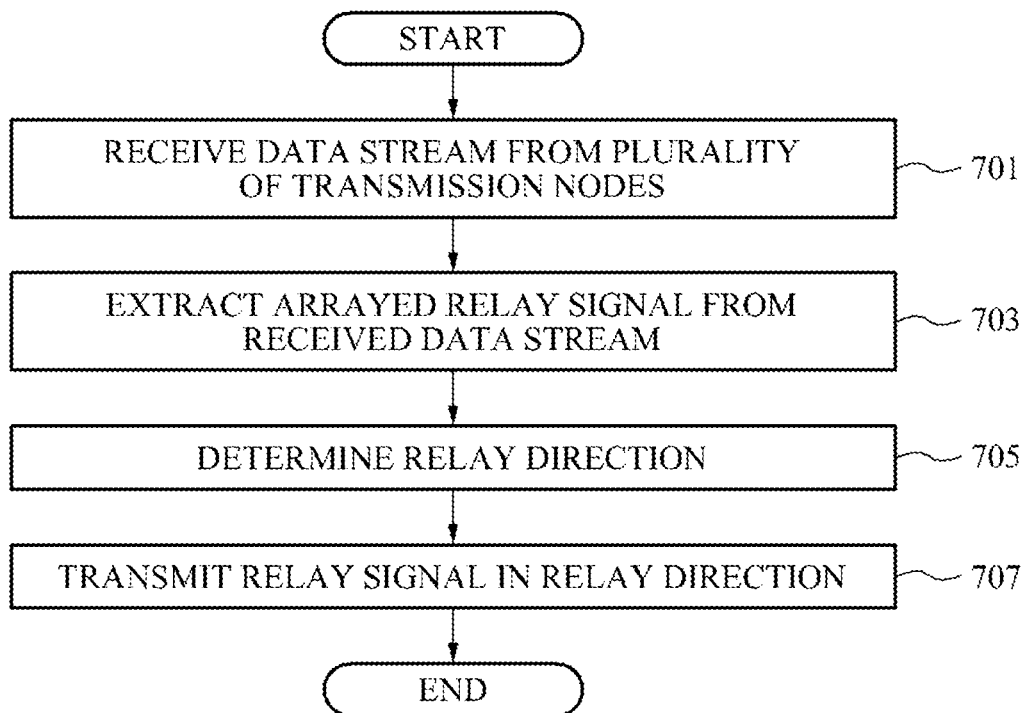 START
RECEIVE DATA STREAM FROM PLURALITY
OF TRANSMISSION NODES
701
EXTRACT ARRAYED RELAY SIGNAL FROM
RECEIVED DATA STREAM
703
DETERMINE RELAY DIRECTION
705
TRANSMIT RELAY SIGNAL IN RELAY DIRECTION
707
END